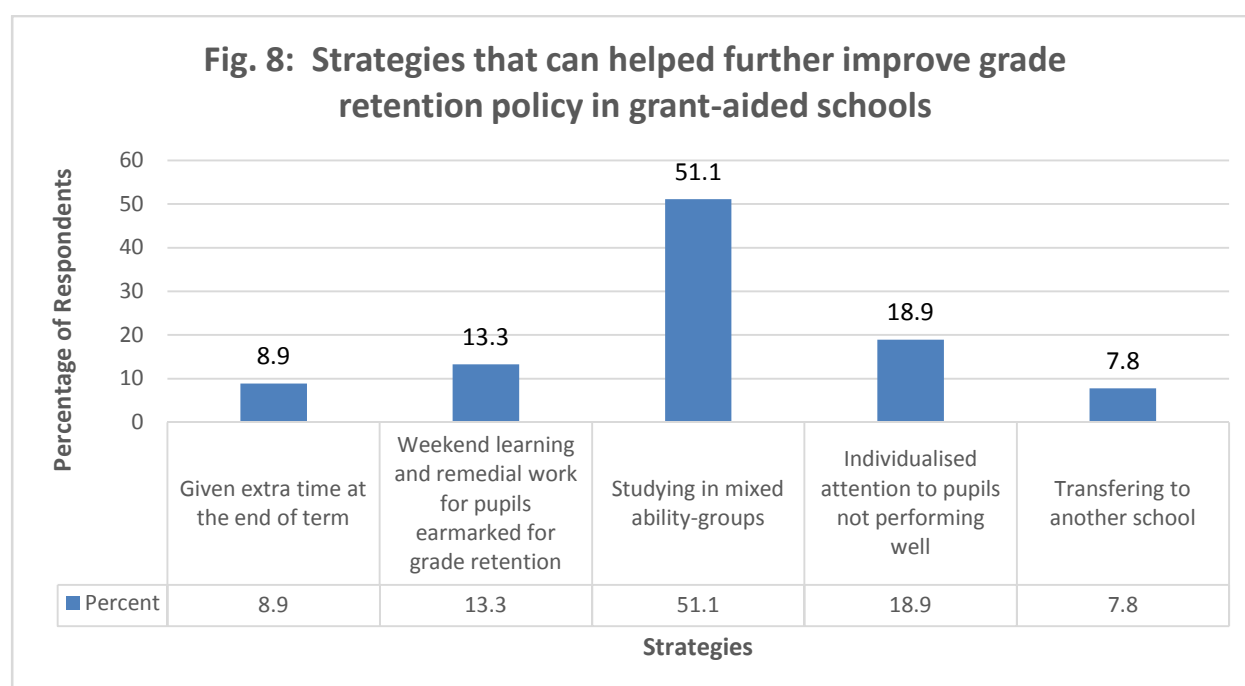 Fig. 8: Strategies that can helped further improve grade
retention policy in grant-aided schools
Percentage of Respondents
60
50
40
30
20
10
0
8.9
13.3
51.1
18.9
7.8
Given extra time at
the end of term
Weekend learning
and remedial work
for pupils
earmarked for
grade retention
Studying in mixed
ability-groups
Individualised
attention to pupils
not performing
well
Transfering to
another school
Percent 8.9 13.3 51.1 18.9 7.8
Strategies